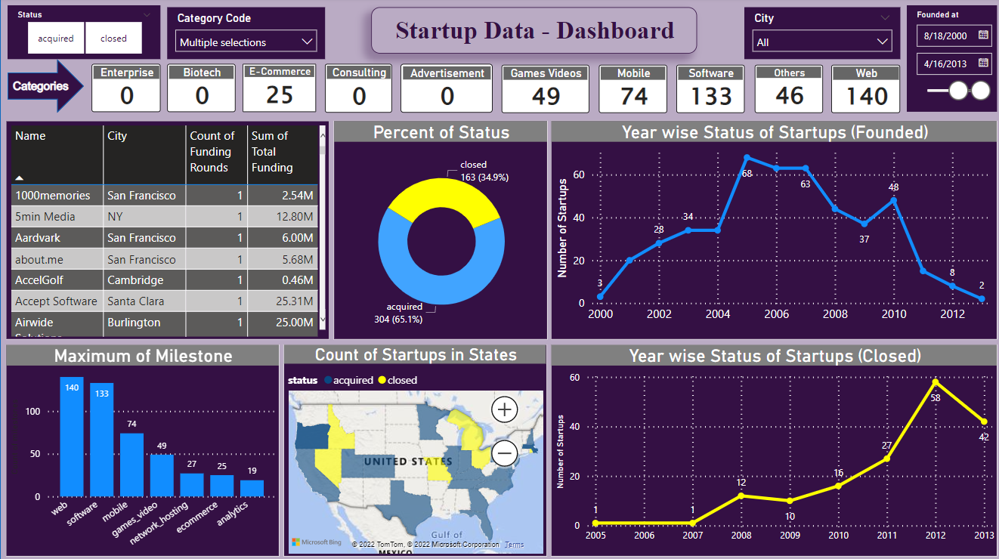 Status
acquired closed
Category Code
Multiple selections
Startup Data - Dashboard
City
All
Founded at
8/18/2000
4/16/2013
Categories
Enterprise
0
Biotech
0
E-Commerce
25
Consulting
0
Advertisement
0
Games Videos
49
Mobile
74
Software
133
Others
46
Web
140
Name City Count of Funding Rounds Sum of Total Funding
1000memories San Francisco 1 2.54M
5min Media NY 1 12.80M
Aardvark San Francisco 1 6.00M
about.me San Francisco 1 5.68M
AccelGolf Cambridge 1 0.46M
Accept Software Santa Clara 1 25.31M
Airwide Solutions Burlington 1 25.00M
Percent of Status
closed
163 (34.9%)
acquired
304 (65.1%)
Year wise Status of Startups (Founded)
Number of Startups
60
40
20
0
3
28
34
68
63
37
48
8
2
2000 2002 2004 2006 2008 2010 2012
Maximum of Milestone
100
50
0
140
133
74
49
27
25
19
web
software
mobile
games_video
network_hosting
ecommerce
analytics
Count of Startups in States
status acquired closed
UNITED STATES
Gulf of
MEXICO
Microsoft Bing
© 2022 TomTom, © 2022 Microsoft Corporation Terms
Year wise Status of Startups (Closed)
Number of Startups
60
40
20
0
1
1
12
10
16
27
58
42
2005 2006 2007 2008 2009 2010 2011 2012 2013